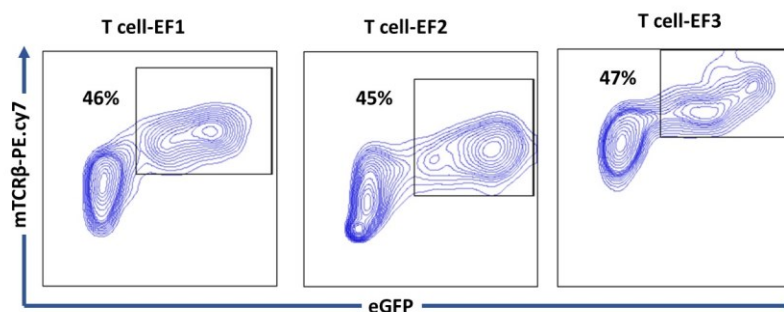 T cell-EF1
T cell-EF2
T cell-EF3
46%
45%
47%
mTCRβ-PE.cy7
eGFP